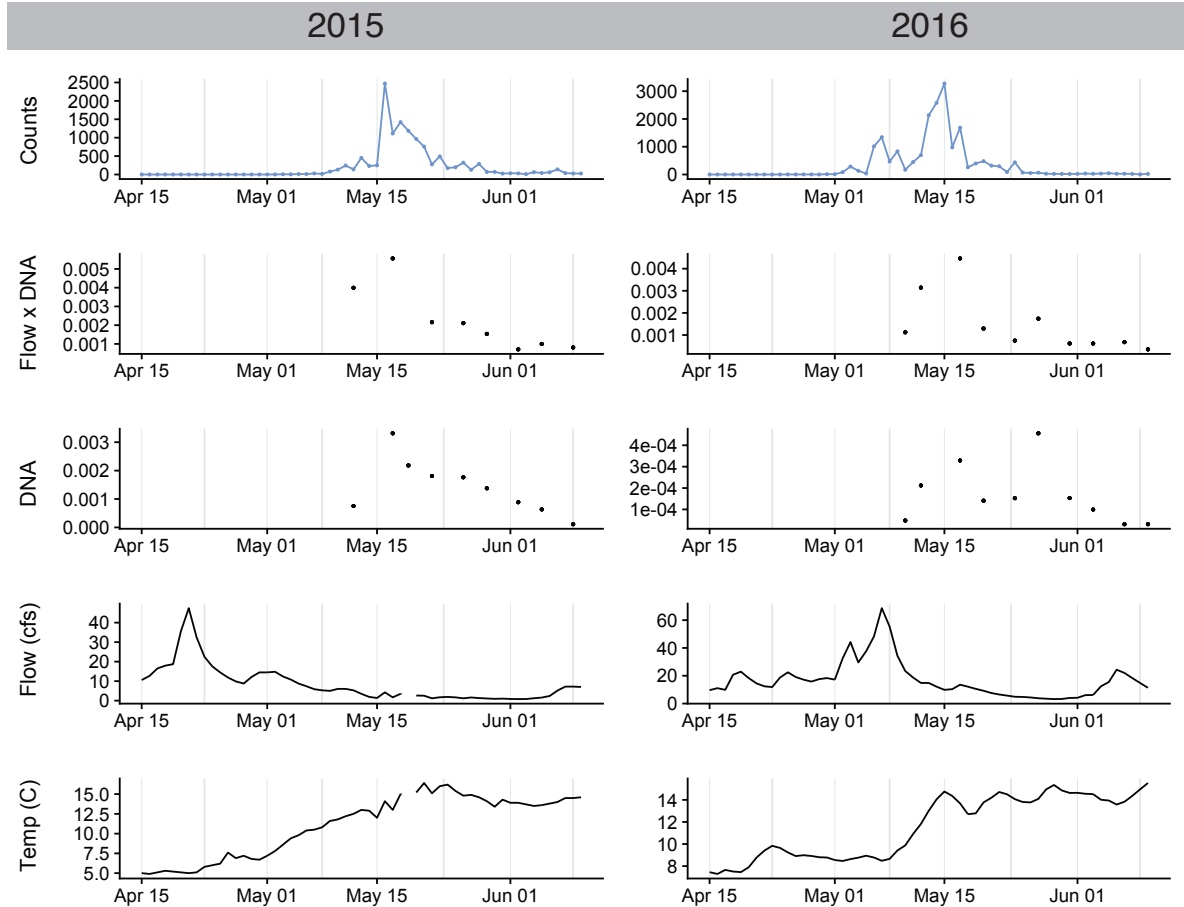 2015 2016
Counts
2500
2000
1500
1000
500
0
Apr 15 May 01 May 15 Jun 01
3000
2000
1000
0
Apr 15 May 01 May 15 Jun 01
Flow x DNA
0.005
0.004
0.003
0.002
0.001
Apr 15 May 01 May 15 Jun 01
0.004
0.003
0.002
0.001
Apr 15 May 01 May 15 Jun 01
DNA
0.003
0.002
0.001
0.000
Apr 15 May 01 May 15 Jun 01
4e-04
3e-04
2e-04
1e-04
Apr 15 May 01 May 15 Jun 01
Flow (cfs)
40
30
20
10
0
Apr 15 May 01 May 15 Jun 01
60
40
20
0
Apr 15 May 01 May 15 Jun 01
Temp (C)
15.0
12.5
10.0
7.5
5.0
Apr 15 May 01 May 15 Jun 01
14
12
10
8
Apr 15 May 01 May 15 Jun 01